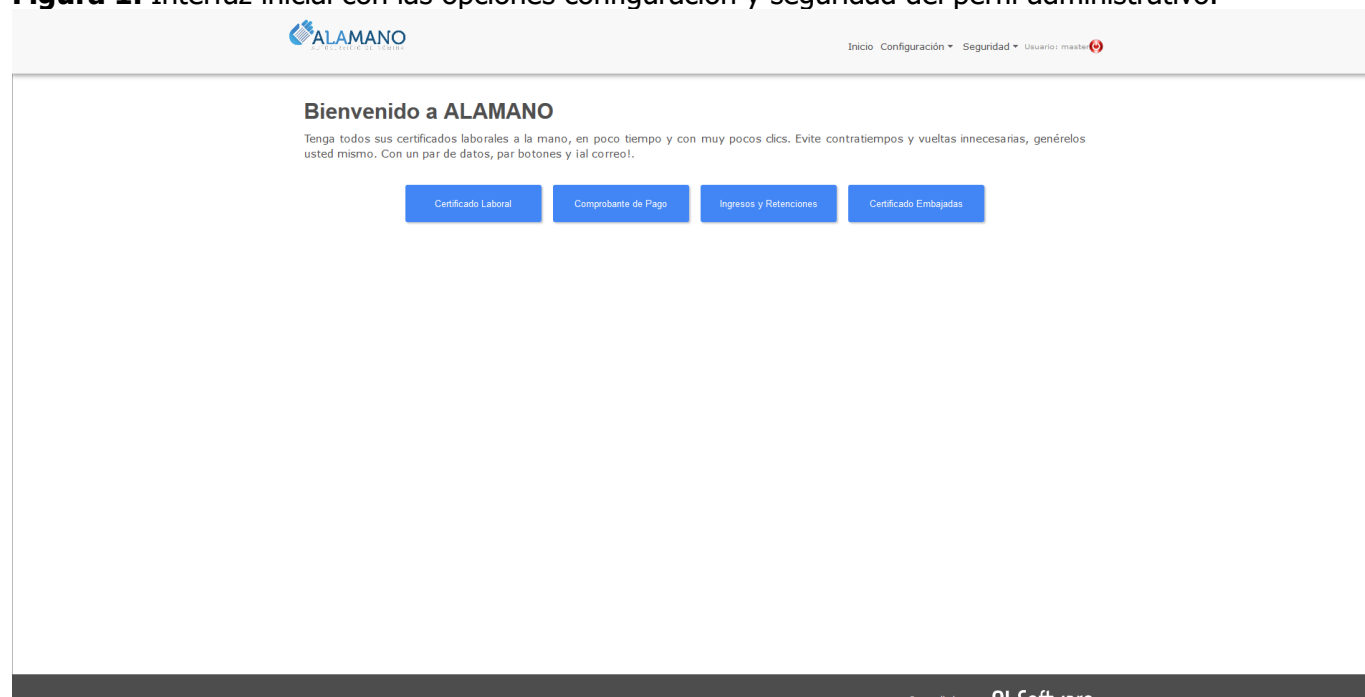 Figura 1. Interfaz inicial con las opciones configuración y seguridad del perfil administrativo.
ALAMANO
AUTOSERVICIO DE NÓMINA
Inicio Configuración Seguridad Usuario: master
Bienvenido a ALAMANO
Tenga todos sus certificados laborales a la mano, en poco tiempo y con muy pocos clics. Evite contratiempos y vueltas innecesarias, genérelos
usted mismo. Con un par de datos, par botones y ¡al correo!.
Certificado Laboral Comprobante de Pago Ingresos y Retenciones Certificado Embajadas